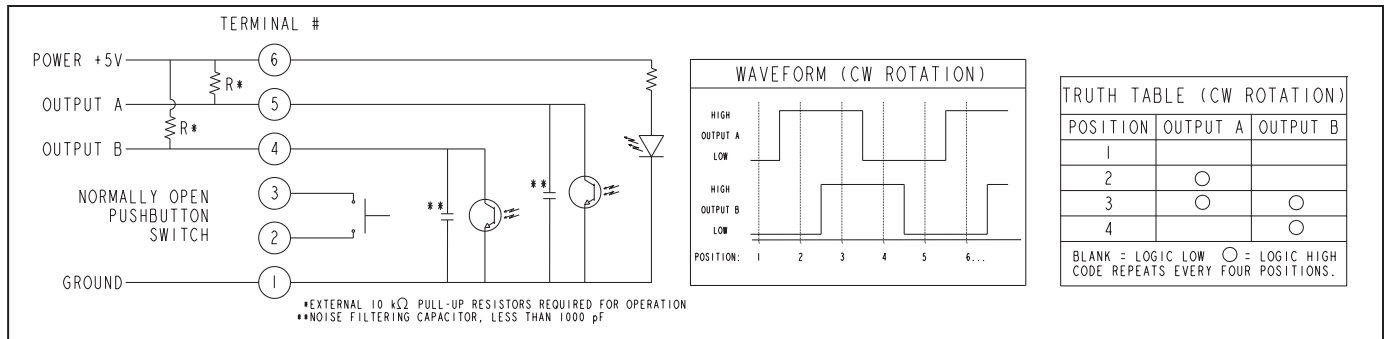 TERMINAL #
POWER +5V
6
R*
OUTPUT A
5
R*
OUTPUT B
4
**
**
NORMALLY OPEN
PUSHBUTTON
SWITCH
3
2
GROUND
1
*EXTERNAL 10 kΩ PULL-UP RESISTORS REQUIRED FOR OPERATION
**NOISE FILTERING CAPACITOR, LESS THAN 1000 pF
WAVEFORM (CW ROTATION)
HIGH
OUTPUT A
LOW
HIGH
OUTPUT B
LOW
POSITION: 1 2 3 4 5 6...
TRUTH TABLE (CW ROTATION)
POSITION OUTPUT A OUTPUT B
1
2 ○
3 ○ ○
4 ○
BLANK = LOGIC LOW ○ = LOGIC HIGH
CODE REPEATS EVERY FOUR POSITIONS.